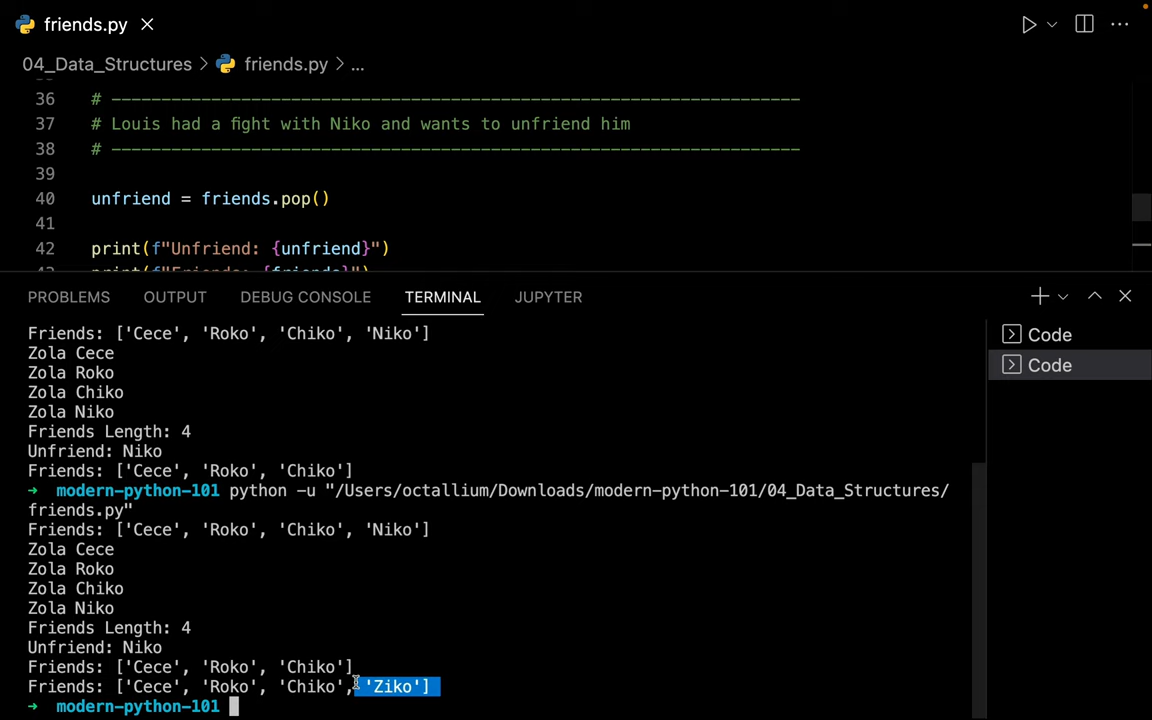 friends.py
04_Data_Structures > friends.py > ...
36 # ---------------------------------------------------------------------
37 # Louis had a fight with Niko and wants to unfriend him
38 # ---------------------------------------------------------------------
39
40 unfriend = friends.pop()
41
42 print(f"Unfriend: {unfriend}")
43 print(f"Friends: {friends}")
PROBLEMS OUTPUT DEBUG CONSOLE TERMINAL JUPYTER
Friends: ['Cece', 'Roko', 'Chiko', 'Niko']
Zola Cece
Zola Roko
Zola Chiko
Zola Niko
Friends Length: 4
Unfriend: Niko
Friends: ['Cece', 'Roko', 'Chiko']
➜ modern-python-101 python -u "/Users/octallium/Downloads/modern-python-101/04_Data_Structures/
friends.py"
Friends: ['Cece', 'Roko', 'Chiko', 'Niko']
Zola Cece
Zola Roko
Zola Chiko
Zola Niko
Friends Length: 4
Unfriend: Niko
Friends: ['Cece', 'Roko', 'Chiko']
Friends: ['Cece', 'Roko', 'Chiko', 'Ziko']
➜ modern-python-101
Code
Code